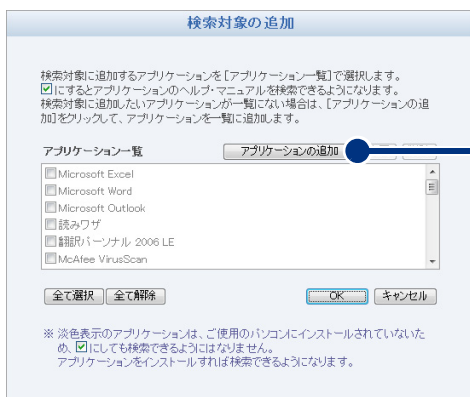 検索対象の追加
検索対象に追加するアプリケーションを[アプリケーション一覧]で選択します。
☑にするとアプリケーションのヘルプ・マニュアルを検索できるようになります。
検索対象に追加したいアプリケーションが一覧にない場合は、[アプリケーションの追
加]をクリックして、アプリケーションを一覧に追加します。
アプリケーション一覧 アプリケーションの追加
Microsoft Excel
Microsoft Word
Microsoft Outlook
読みワザ
翻訳パーソナル 2006 LE
McAfee VirusScan
全て選択 全て解除 OK キャンセル
※ 淡色表示のアプリケーションは、ご使用のパソコンにインストールされていないた
め、☑にしても検索できるようにはなりません。
アプリケーションをインストールすれば検索できるようになります。